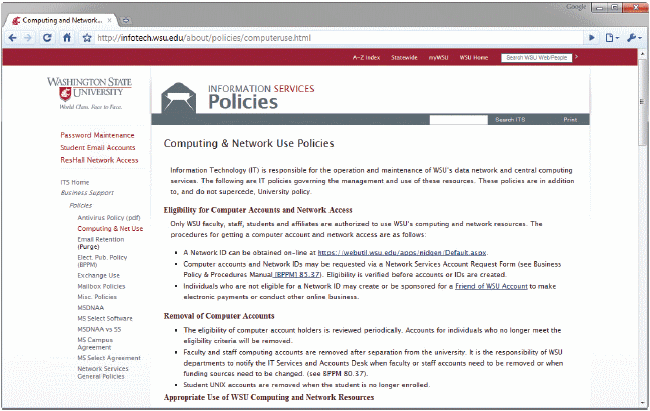 Google
Computing and Network...
http://infotech.wsu.edu/about/policies/computeruse.html
A-Z Index Statewide myWSU WSU Home Search WSU Web/People
WASHINGTON STATE
UNIVERSITY
World Class. Face to Face.
INFORMATION SERVICES
Policies
Search ITS Print
Password Maintenance
Student Email Accounts
ResHall Network Access
ITS Home
Business Support
Policies
Antivirus Policy (pdf)
Computing & Net Use
Email Retention
(Purge)
Elect. Pub. Policy
(BPPM)
Exchange Use
Mailbox Policies
Misc. Policies
MSDNAA
MS Select Software
MSDNAA vs SS
MS Campus
Agreement
MS Select Agreement
Network Services
General Policies
Computing & Network Use Policies
Information Technology (IT) is responsible for the operation and maintenance of WSU's data network and central computing
services. The following are IT policies governing the management and use of these resources. These policies are in addition
to, and do not supercede, University policy.
Eligibility for Computer Accounts and Network Access
Only WSU faculty, staff, students and affiliates are authorized to use WSU's computing and network resources. The
procedures for getting a computer account and network access are as follows:
• A Network ID can be obtained on-line at https://webutil.wsu.edu/apps/nidgen/Default.aspx.
• Computer accounts and Network IDs may be requested via a Network Services Account Request Form (see Business
Policy & Procedures Manual [BPPM] 85.37). Eligibility is verified before accounts or IDs are created.
• Individuals who are not eligible for a Network ID may create or be sponsored for a Friend of WSU Account to make
electronic payments or conduct other online business.
Removal of Computer Accounts
• The eligibility of computer account holders is reviewed periodically. Accounts for individuals who no longer meet the
eligibility criteria will be removed.
• Faculty and staff computing accounts are removed after separation from the university. It is the responsibility of WSU
departments to notify the IT Services and Accounts Desk when faculty or staff accounts need to be removed or when
funding sources need to be changed. (see BPPM 80.37).
• Student UNIX accounts are removed when the student is no longer enrolled.
Appropriate Use of WSU Computing and Network Resources